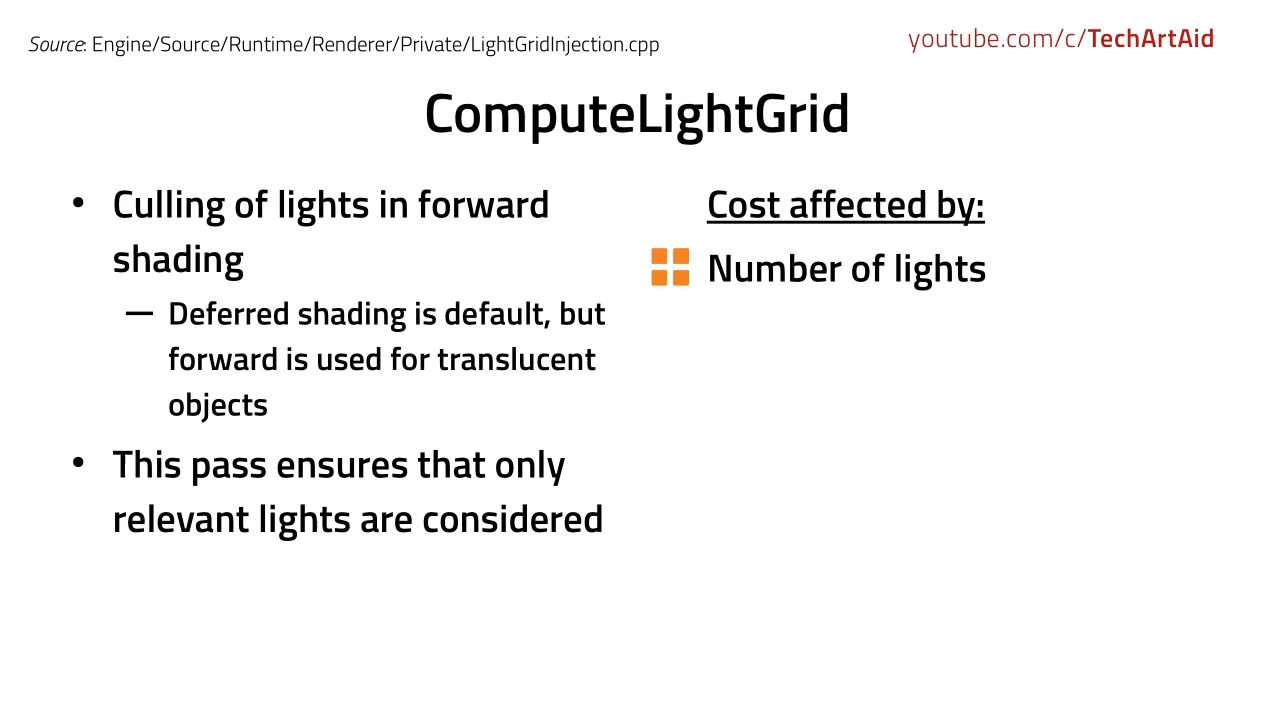 Source: Engine/Source/Runtime/Renderer/Private/LightGridInjection.cpp
youtube.com/c/TechArtAid
ComputeLightGrid
• Culling of lights in forward
shading
— Deferred shading is default, but
forward is used for translucent
objects
• This pass ensures that only
relevant lights are considered
Cost affected by:
Number of lights